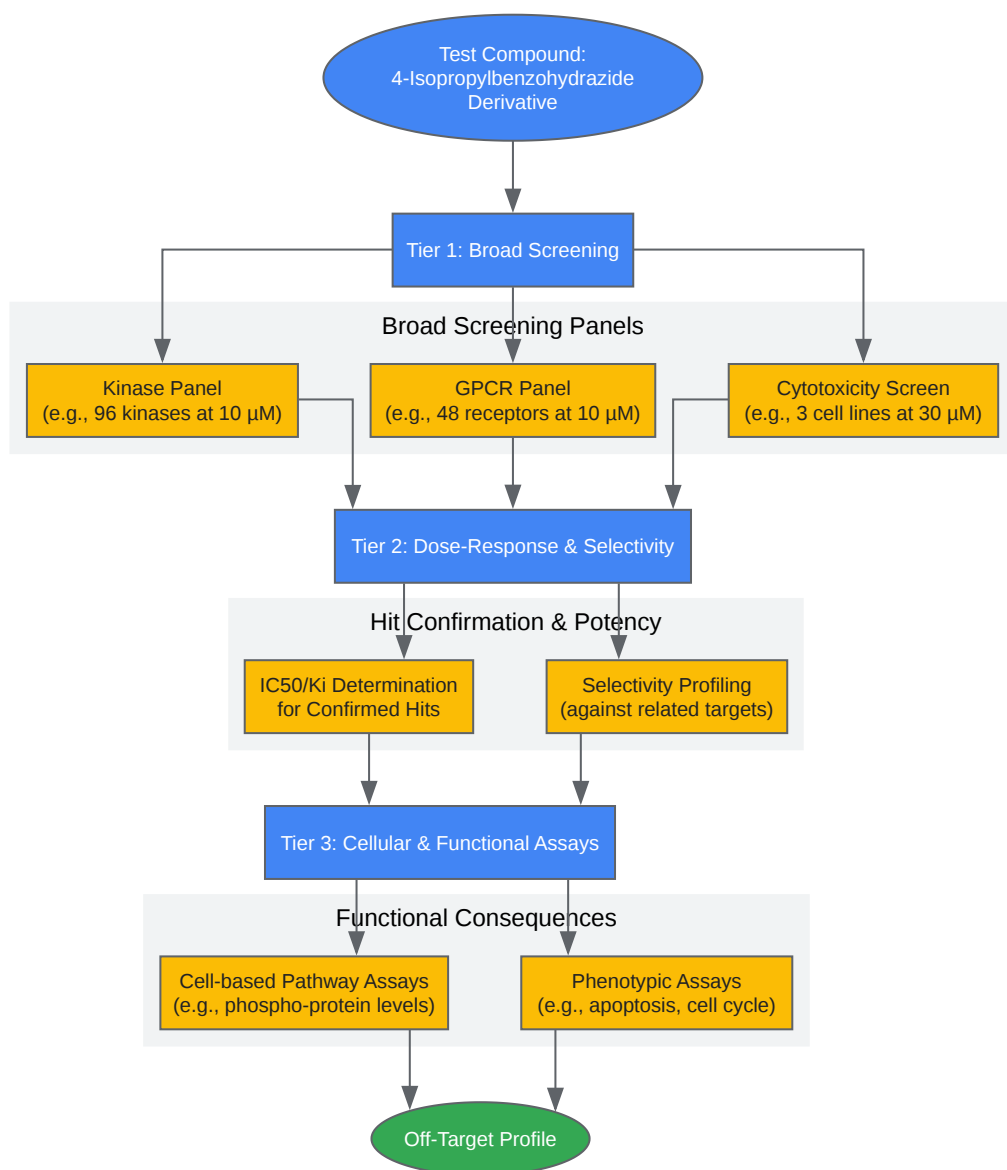 Test Compound:
4-Isopropylbenzohydrazide
Derivative
Tier 1: Broad Screening
Broad Screening Panels
Kinase Panel
(e.g., 96 kinases at 10 µM)
GPCR Panel
(e.g., 48 receptors at 10 µM)
Cytotoxicity Screen
(e.g., 3 cell lines at 30 µM)
Tier 2: Dose-Response & Selectivity
Hit Confirmation & Potency
IC50/Ki Determination
for Confirmed Hits
Selectivity Profiling
(against related targets)
Tier 3: Cellular & Functional Assays
Functional Consequences
Cell-based Pathway Assays
(e.g., phospho-protein levels)
Phenotypic Assays
(e.g., apoptosis, cell cycle)
Off-Target Profile